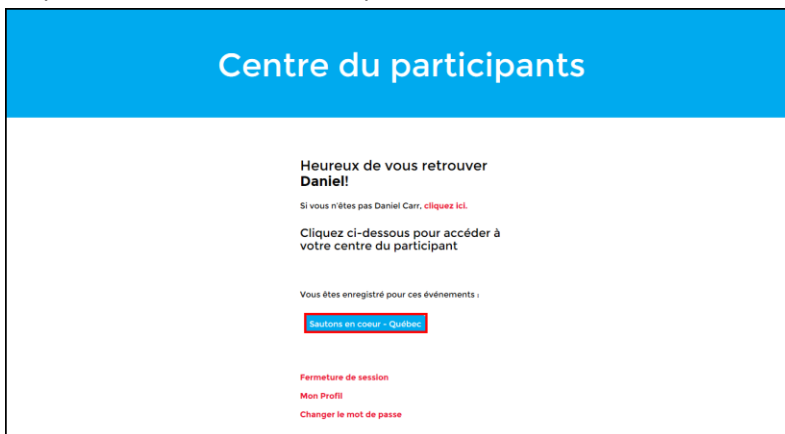 Centre du participants
Heureux de vous retrouver
Daniel!
Si vous n'êtes pas Daniel Carr, cliquez ici.
Cliquez ci-dessous pour accéder à
votre centre du participant
Vous êtes enregistré pour ces événements :
Sautons en coeur - Québec
Fermeture de session
Mon Profil
Changer le mot de passe